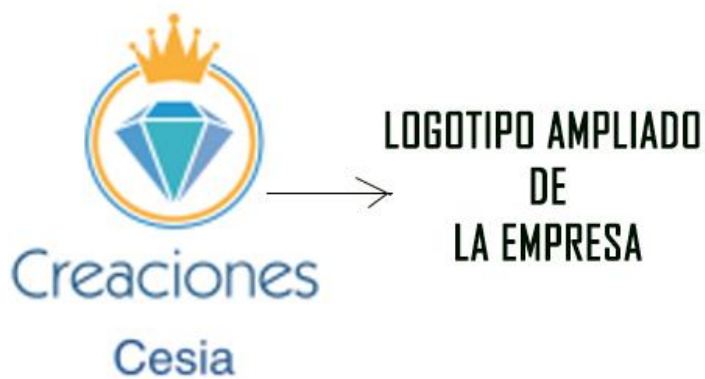 Creaciones
Cesia
LOGOTIPO AMPLIADO
DE
LA EMPRESA